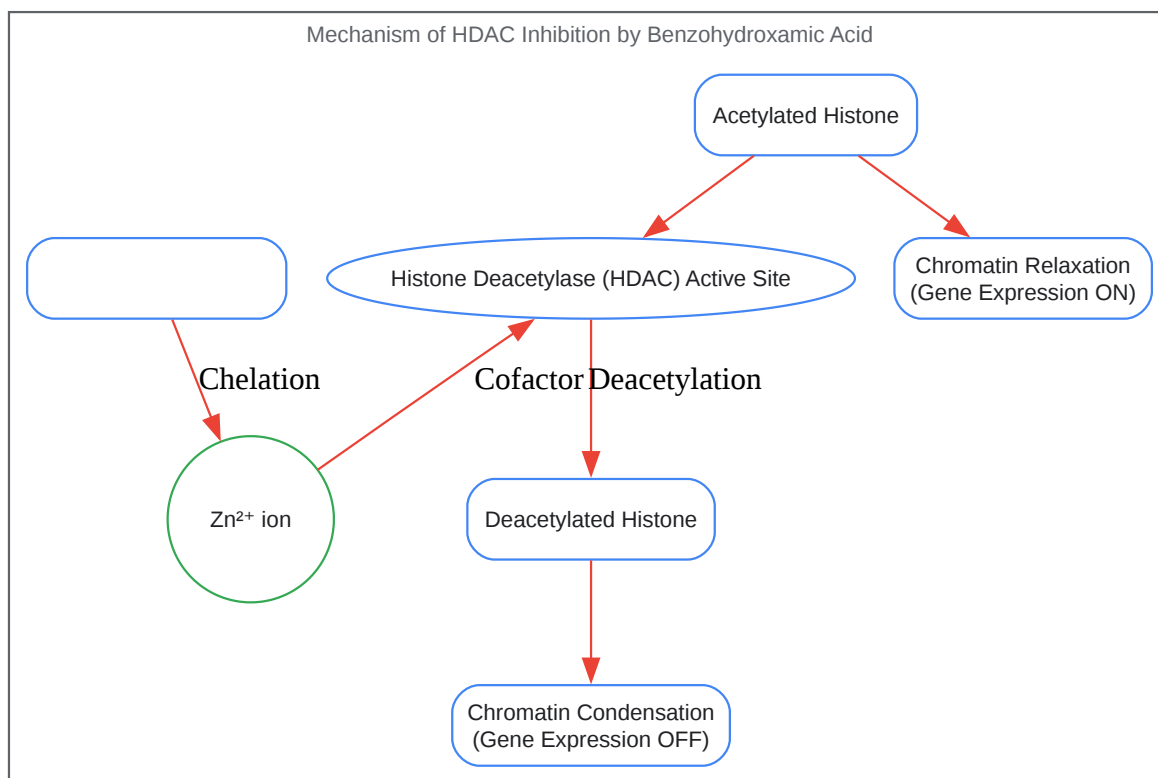 Mechanism of HDAC Inhibition by Benzohydroxamic Acid
Acetylated Histone
Histone Deacetylase (HDAC) Active Site
Chromatin Relaxation
(Gene Expression ON)
Chelation
Cofactor
Deacetylation
Zn²⁺ ion
Deacetylated Histone
Chromatin Condensation
(Gene Expression OFF)